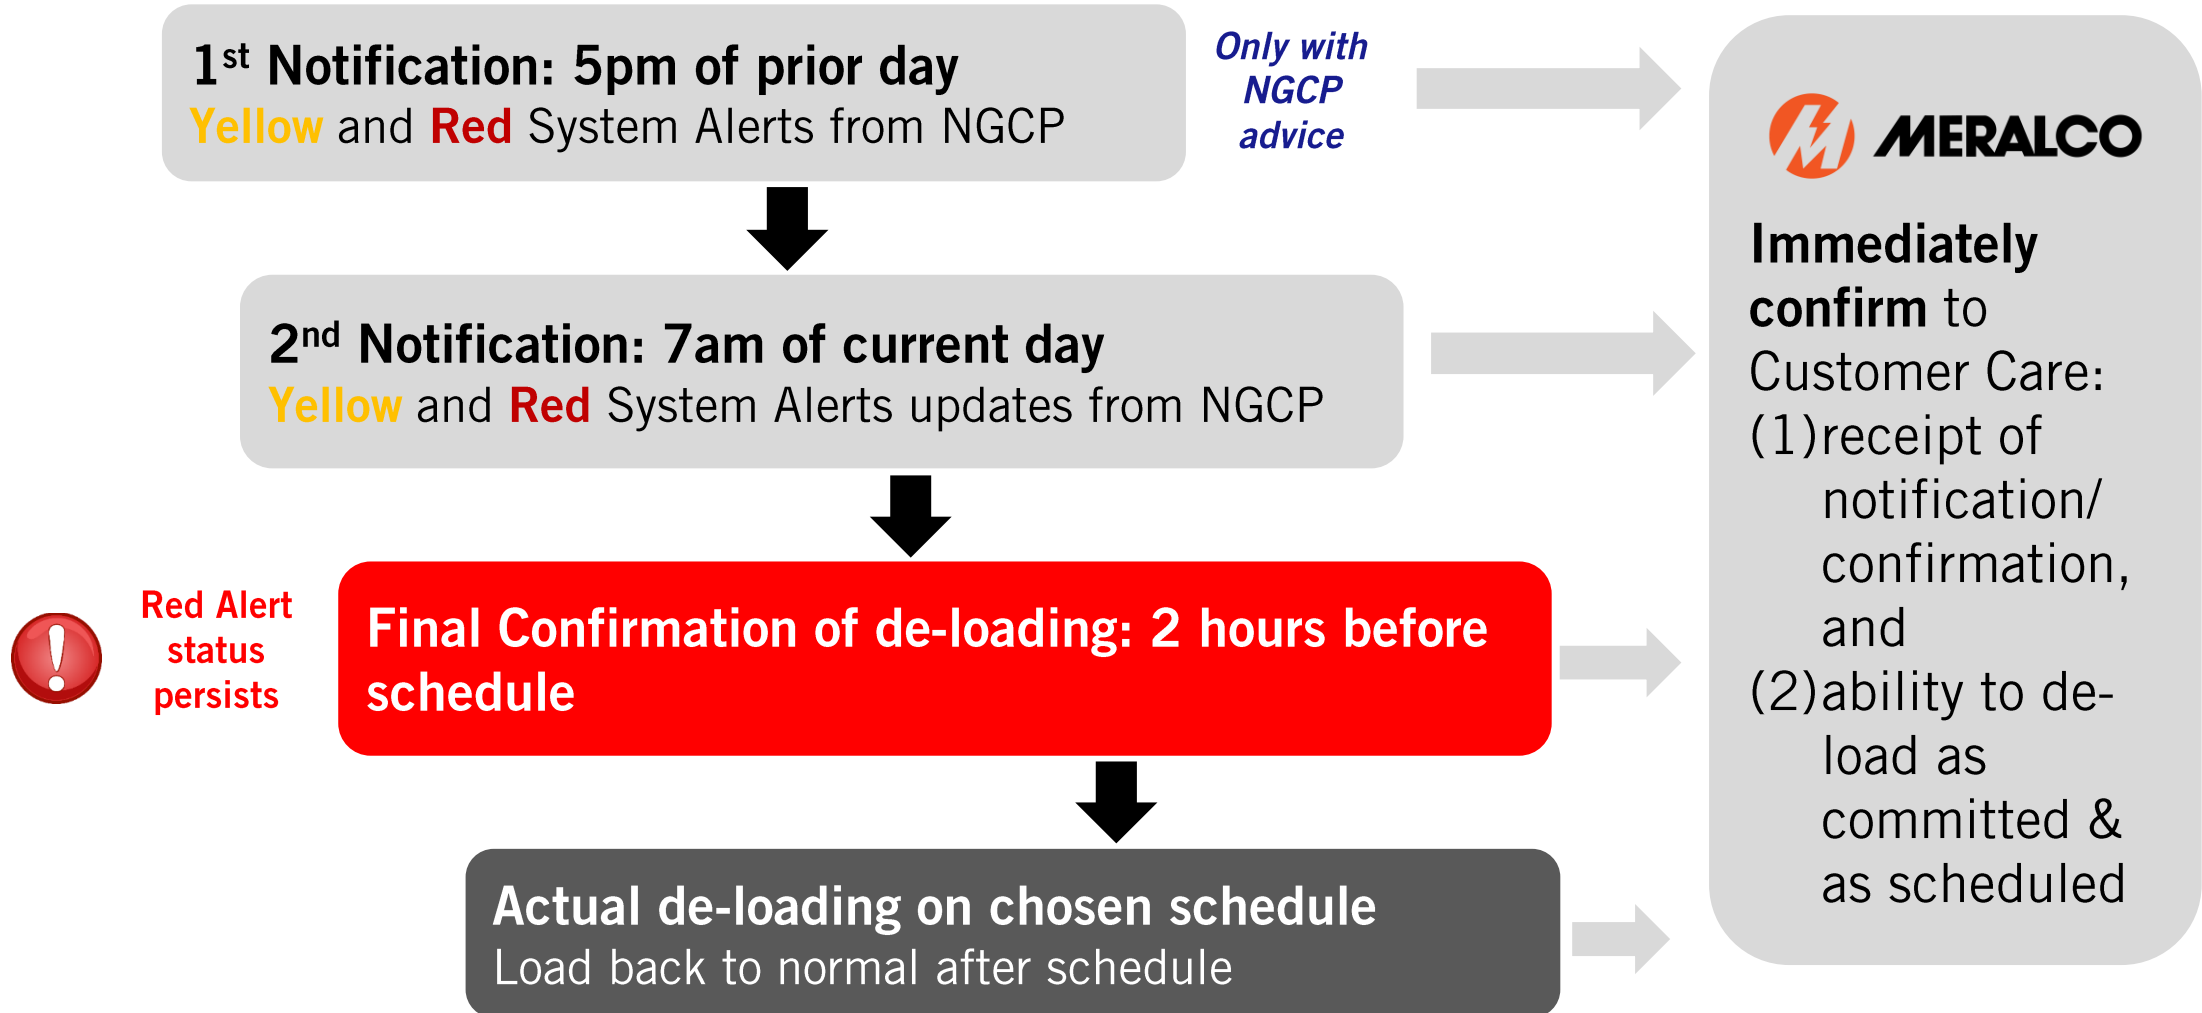 1st Notification: 5pm of prior day
Yellow and Red System Alerts from NGCP
Only with
NGCP
advice
2nd Notification: 7am of current day
Yellow and Red System Alerts updates from NGCP
Red Alert
status
persists
Final Confirmation of de-loading: 2 hours before
schedule
Actual de-loading on chosen schedule
Load back to normal after schedule
MERALCO
Immediately
confirm to
Customer Care:
(1)receipt of
notification/
confirmation,
and
(2)ability to de-
load as
committed &
as scheduled